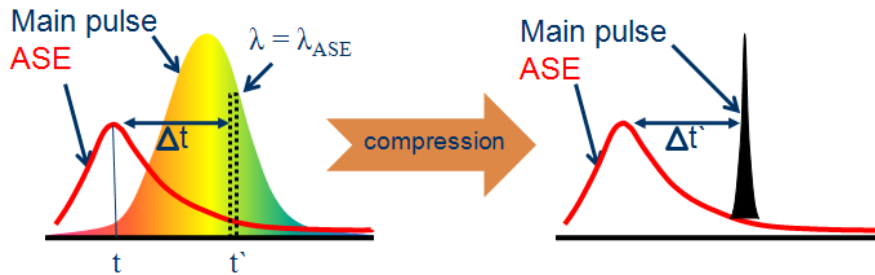 Main pulse
ASE
λ = λASE
Δt
t
t`
compression
Main pulse
ASE
Δt`